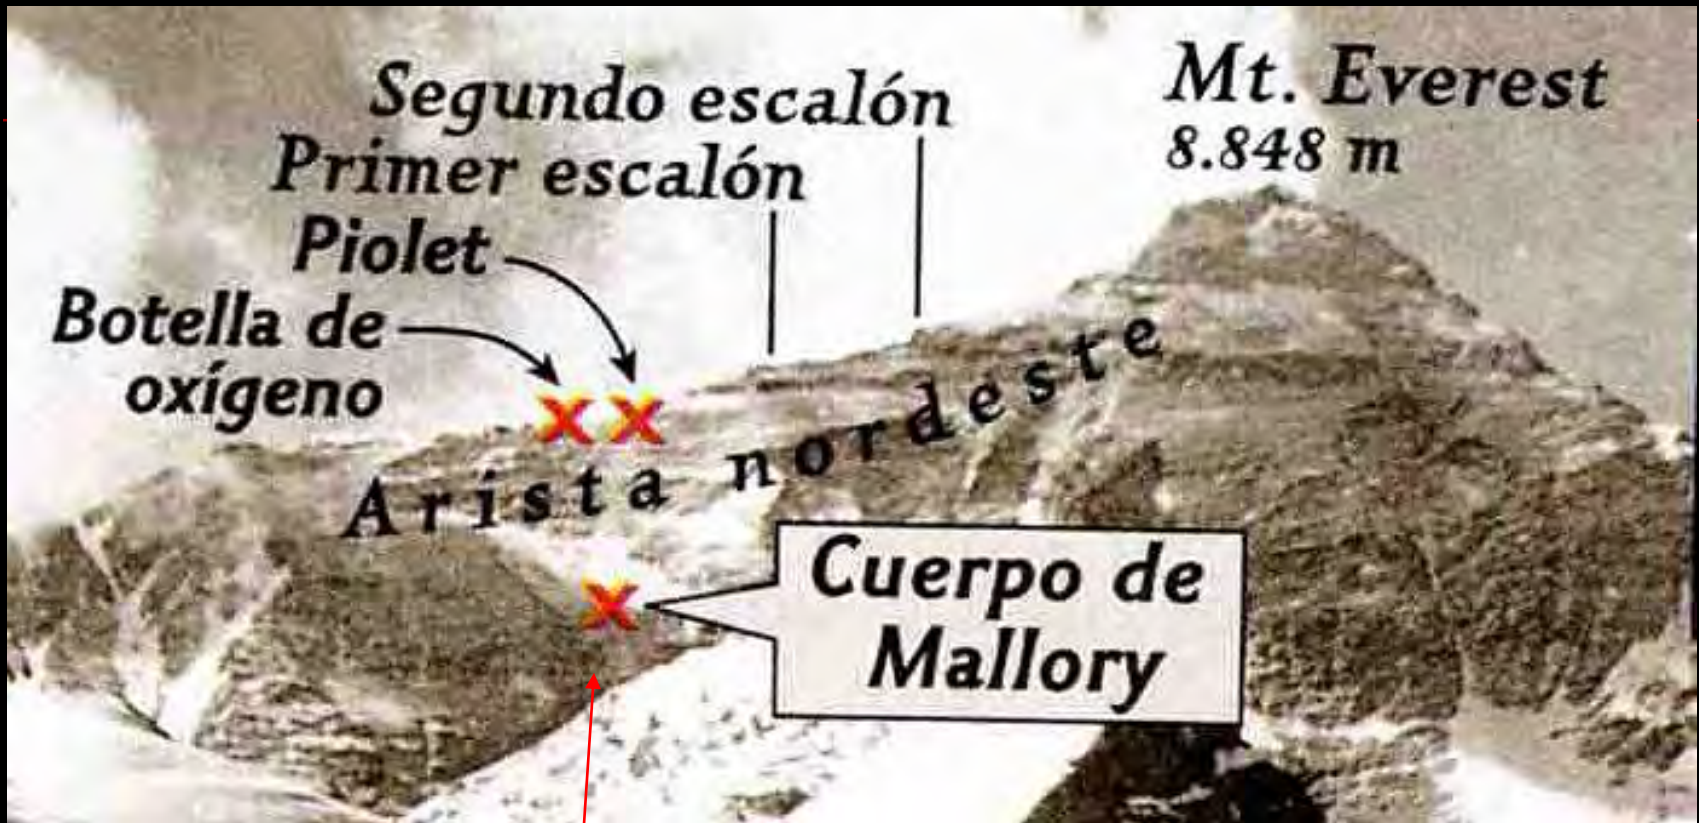 Segundo escalón
Primer escalón
Piolet
Botella de
oxígeno
Mt. Everest
8.848 m
Arista nordeste
Cuerpo de
Mallory